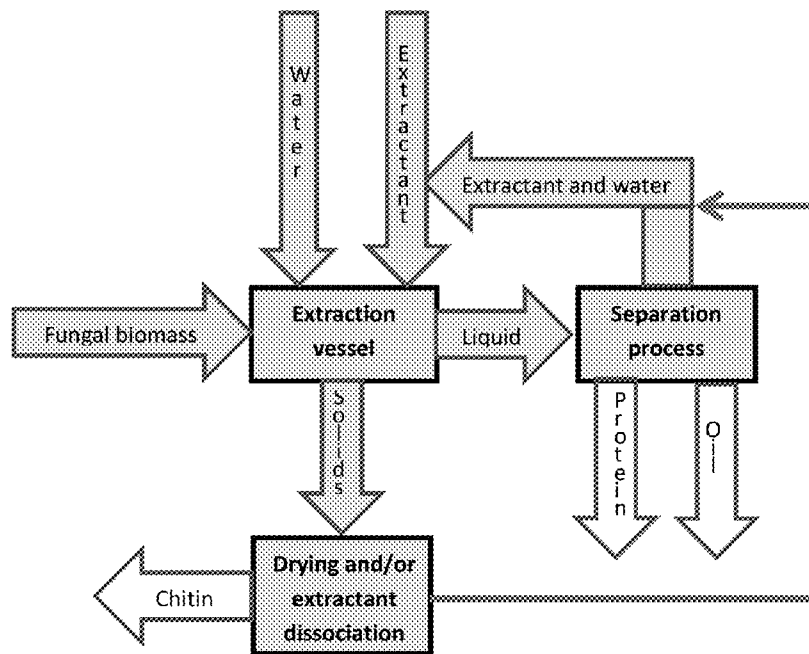 Water
Extractant
Extractant and water
Fungal biomass
Extraction
vessel
Liquid
Separation
process
Solids
Protein
Oil
Chitin
Drying and/or
extractant
dissociation